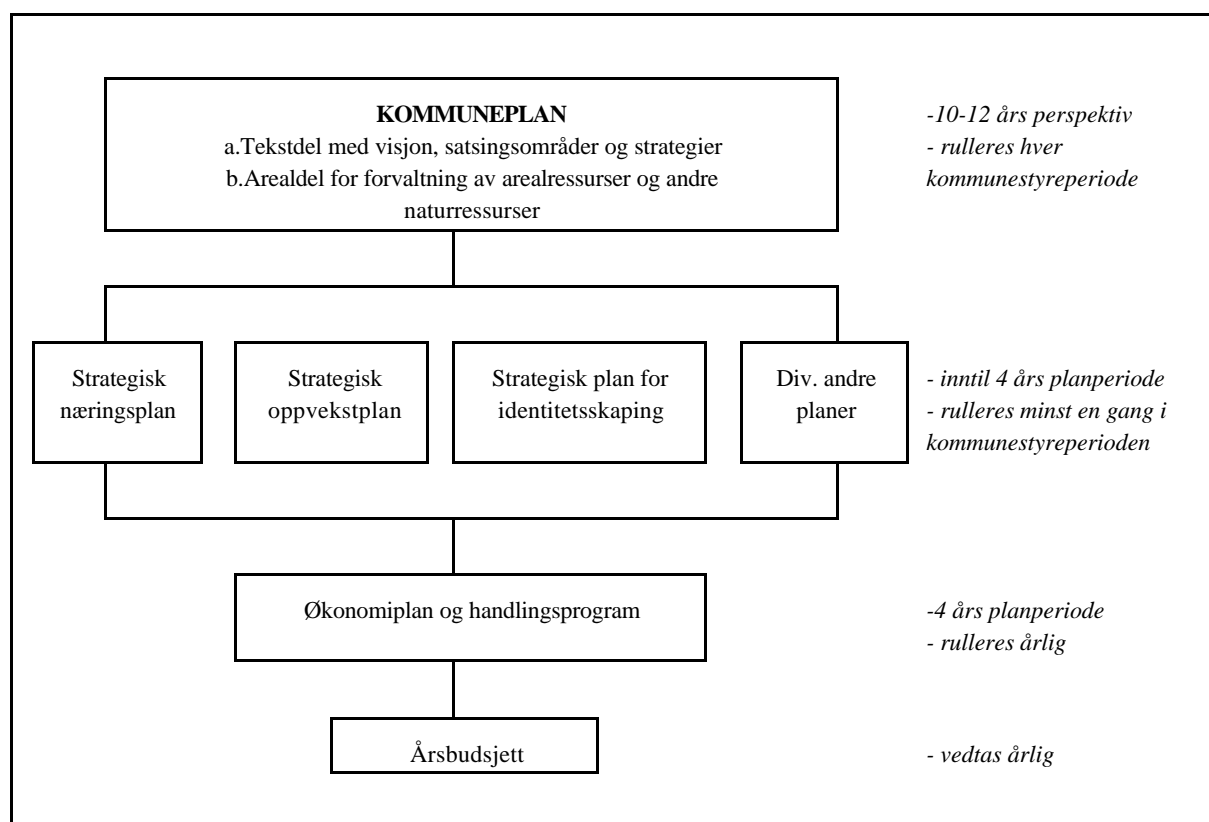 KOMMUNEPLAN
a.Tekstdel med visjon, satsingsområder og strategier
b.Arealdel for forvaltning av arealressurser og andre
naturressurser
-10-12 års perspektiv
- rulleres hver
kommunestyreperiode
Strategisk
næringsplan
Strategisk
oppvekstplan
Strategisk plan for
identitetsskaping
Div. andre
planer
- inntil 4 års planperiode
- rulleres minst en gang i
kommunestyreperioden
Økonomiplan og handlingsprogram
-4 års planperiode
- rulleres årlig
Årsbudsjett
- vedtas årlig